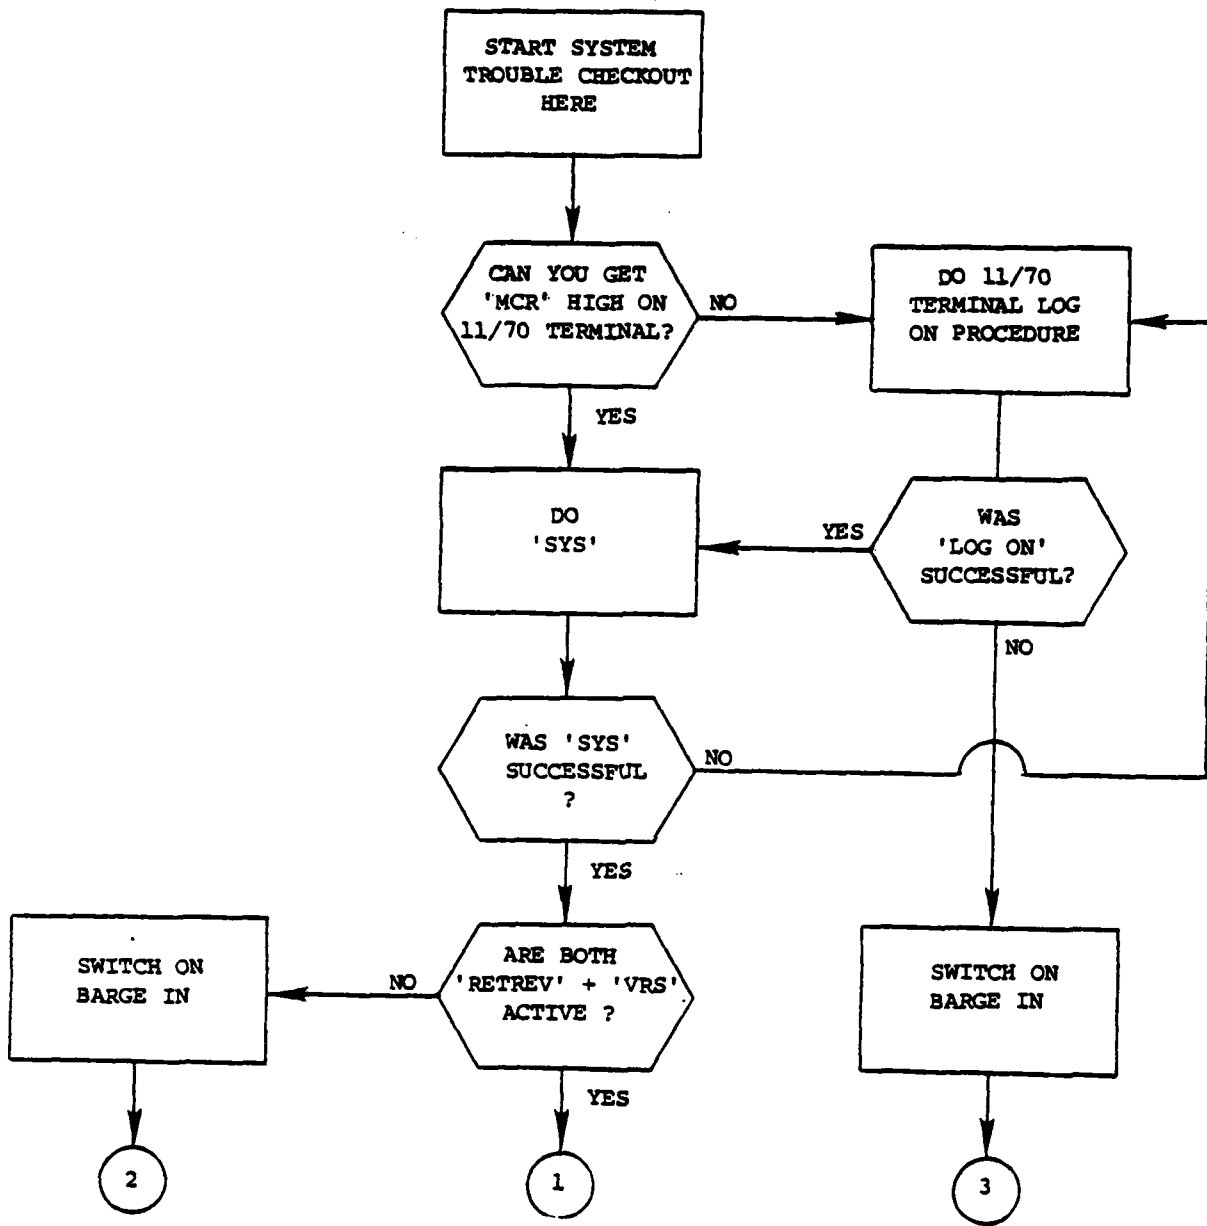 START SYSTEM
TROUBLE CHECKOUT
HERE
CAN YOU GET
'MCR' HIGH ON
11/70 TERMINAL?
NO
DO 11/70
TERMINAL LOG
ON PROCEDURE
YES
DO
'SYS'
YES
WAS
'LOG ON'
SUCCESSFUL?
NO
WAS 'SYS'
SUCCESSFUL
?
NO
YES
ARE BOTH
'RETREV' + 'VRS'
ACTIVE ?
NO
SWITCH ON
BARGE IN
SWITCH ON
BARGE IN
YES
2
1
3